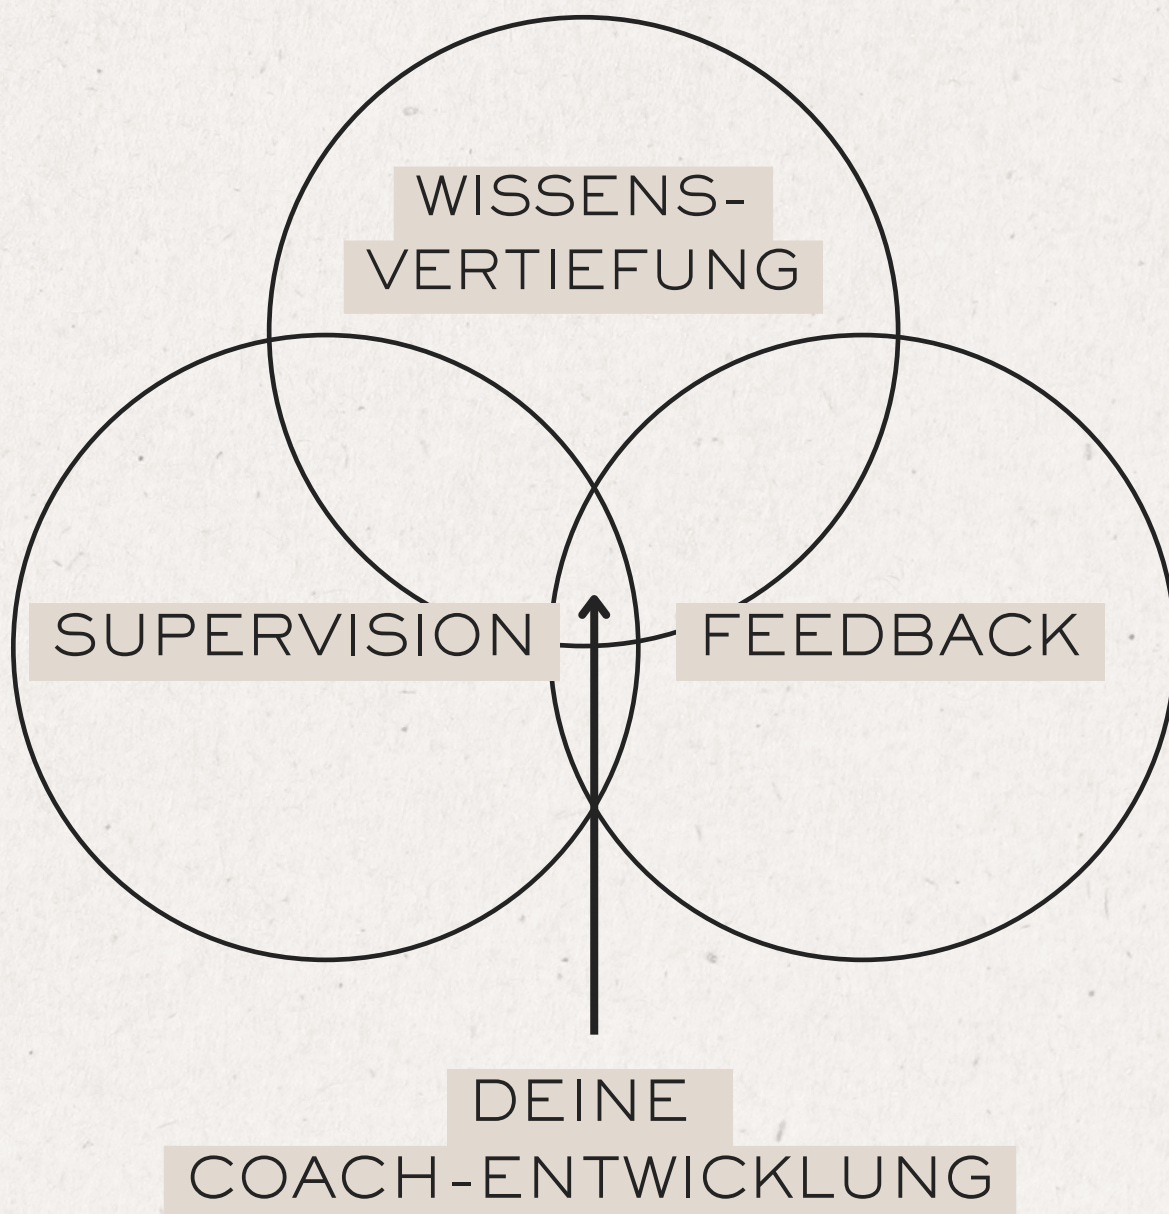 WISSENS-
VERTIEFUNG
SUPERVISION
FEEDBACK
DEINE
COACH-ENTWICKLUNG